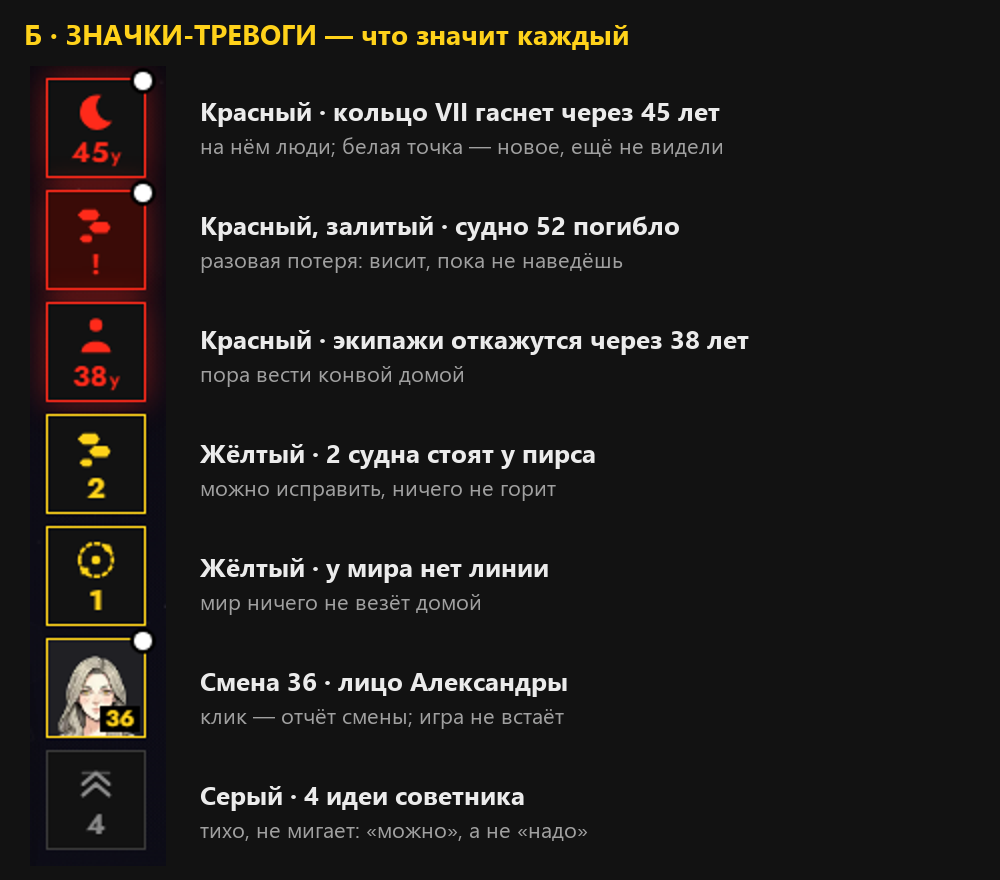 Б · ЗНАЧКИ-ТРЕВОГИ — что значит каждый
45y
Красный · кольцо VII гаснет через 45 лет
на нём люди; белая точка — новое, ещё не видели
!
Красный, залитый · судно 52 погибло
разовая потеря: висит, пока не наведёшь
38y
Красный · экипажи откажутся через 38 лет
пора вести конвой домой
2
Жёлтый · 2 судна стоят у пирса
можно исправить, ничего не горит
1
Жёлтый · у мира нет линии
мир ничего не везёт домой
36
Смена 36 · лицо Александры
клик — отчёт смены; игра не встаёт
4
Серый · 4 идеи советника
тихо, не мигает: «можно», а не «надо»